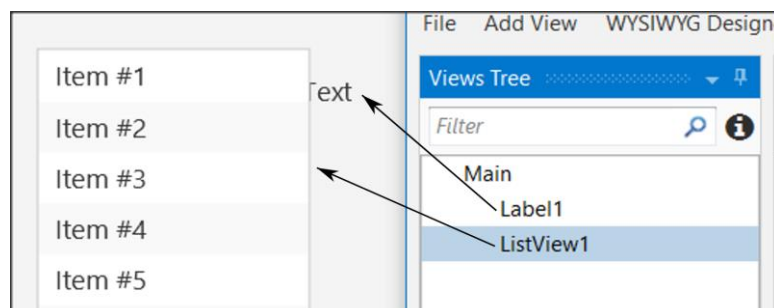 Item #1
Item #2
Item #3
Item #4
Item #5
Text
File Add View WYSIWYG Design
Views Tree
Filter
Main
Label1
ListView1